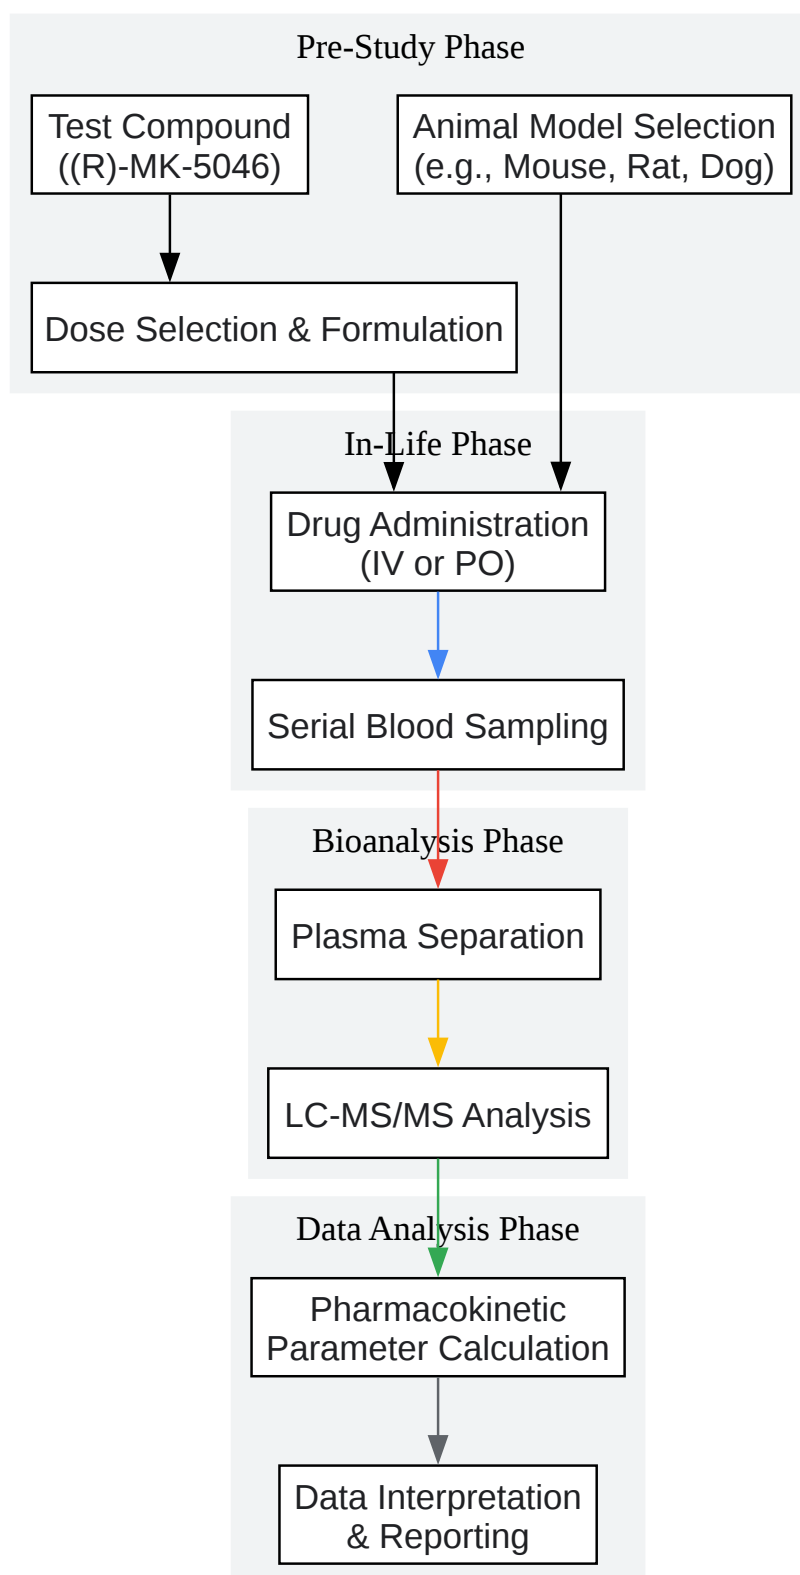 Pre-Study Phase
Test Compound
((R)-MK-5046)
Animal Model Selection
(e.g., Mouse, Rat, Dog)
Dose Selection & Formulation
In-Life Phase
Drug Administration
(IV or PO)
Serial Blood Sampling
Bioanalysis Phase
Plasma Separation
LC-MS/MS Analysis
Data Analysis Phase
Pharmacokinetic
Parameter Calculation
Data Interpretation
& Reporting